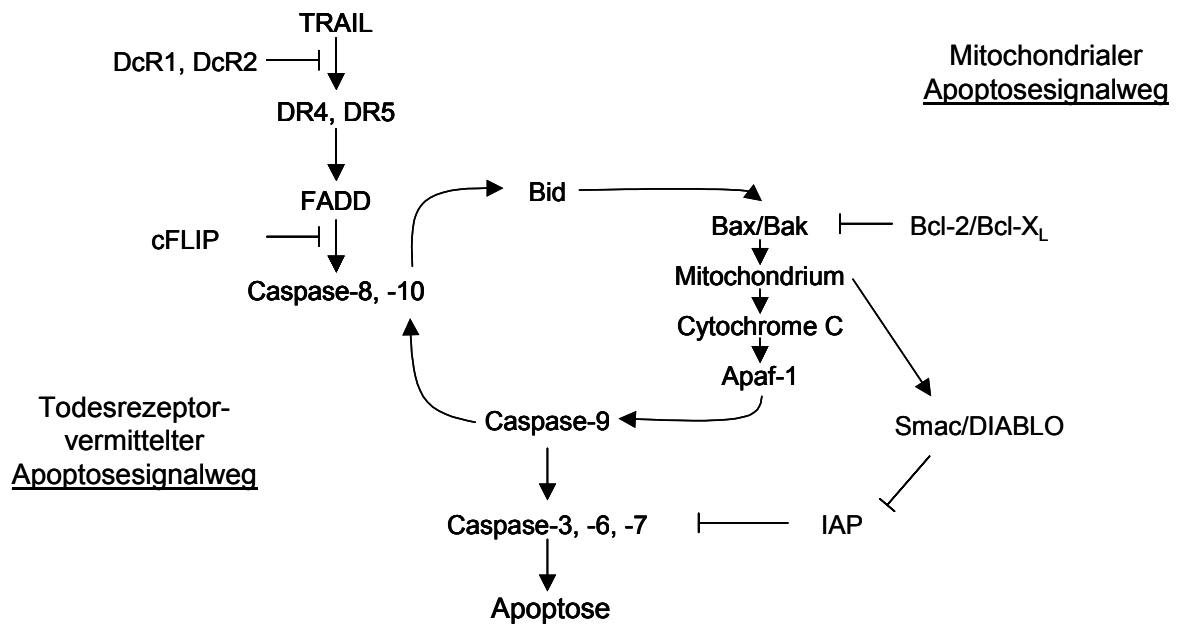 TRAIL
DcR1, DcR2
Mitochondrialer
Apoptosesignalweg
DR4, DR5
FADD
Bid
cFLIP
Bax/Bak
Bcl-2/Bcl-XL
Caspase-8, -10
Mitochondrium
Cytochrome C
Apaf-1
Todesrezeptor-
vermittelter
Apoptosesignalweg
Caspase-9
Smac/DIABLO
Caspase-3, -6, -7
IAP
Apoptose